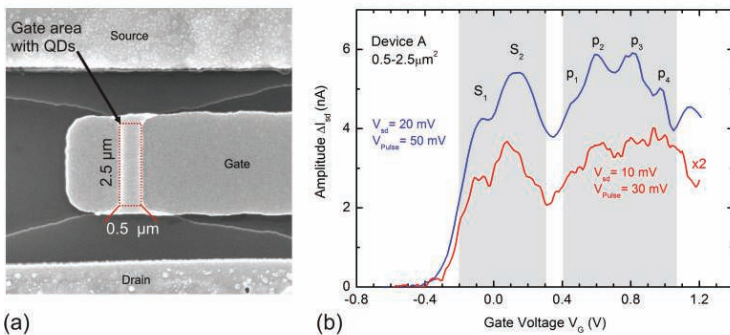 Gate area
with QDs
Source
2.5 μm
Gate
0.5 μm
Drain
(a)
Amplitude ΔI_sd (nA)
6
4
2
0
Device A
0.5-2.5μm²
V_sd = 20 mV
V_Pulse = 50 mV
S₁
S₂
p₁
p₂
p₃
p₄
x2
V_sd = 10 mV
V_Pulse = 30 mV
-0.8 -0.4 0.0 0.4 0.8 1.2
Gate Voltage V_G (V)
(b)